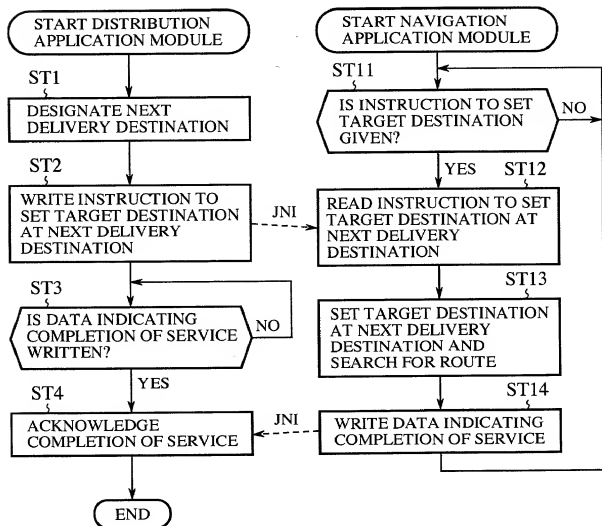 START DISTRIBUTION
APPLICATION MODULE
ST1
DESIGNATE NEXT
DELIVERY DESTINATION
ST2
WRITE INSTRUCTION TO
SET TARGET DESTINATION
AT NEXT DELIVERY
DESTINATION
JNI
ST3
IS DATA INDICATING
COMPLETION OF SERVICE
WRITTEN?
NO
YES
ST4
ACKNOWLEDGE
COMPLETION OF SERVICE
JNI
END
START NAVIGATION
APPLICATION MODULE
ST11
IS INSTRUCTION TO SET
TARGET DESTINATION
GIVEN?
NO
YES
ST12
READ INSTRUCTION TO SET
TARGET DESTINATION AT
NEXT DELIVERY
DESTINATION
ST13
SET TARGET DESTINATION
AT NEXT DELIVERY
DESTINATION AND
SEARCH FOR ROUTE
ST14
WRITE DATA INDICATING
COMPLETION OF SERVICE